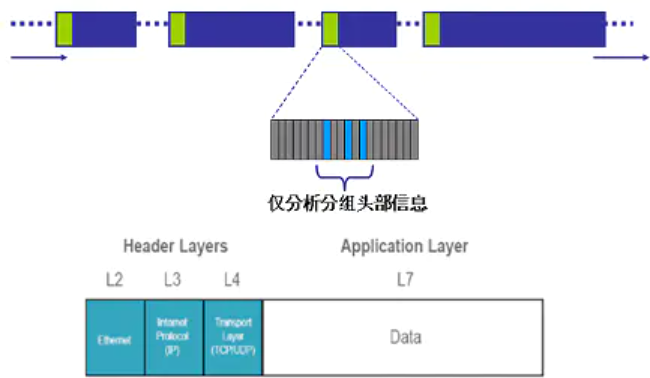 仅分析分组头部信息
Header Layers Application Layer
L2 L3 L4 L7
Ethernet
Internet
Protocol
(IP)
Transport
Layer
(TCP/UDP)
Data